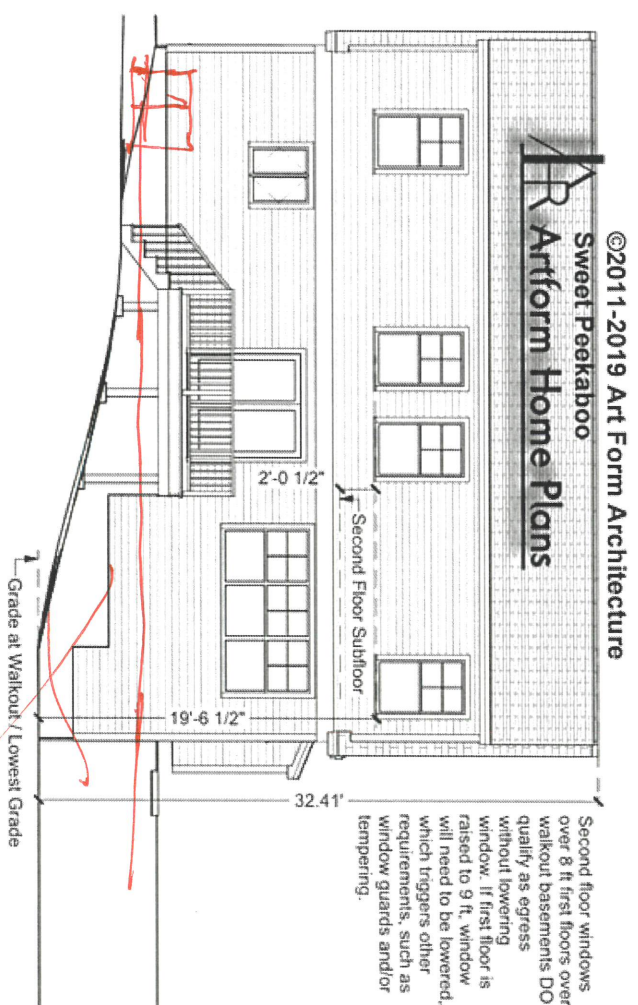 ©2011-2019 Art Form Architecture
Sweet Peekaboo
Artform Home Plans
Second floor windows
over 8 ft first floors over
walkout basements DO
qualify as egress
without lowering
window. If first floor is
raised to 9 ft, window
will need to be lowered,
which triggers other
requirements, such as
window guards and/or
tempering.
2'-0 1/2"
Second Floor Subfloor
19'-6 1/2"
32.41'
Grade at Walkout / Lowest Grade